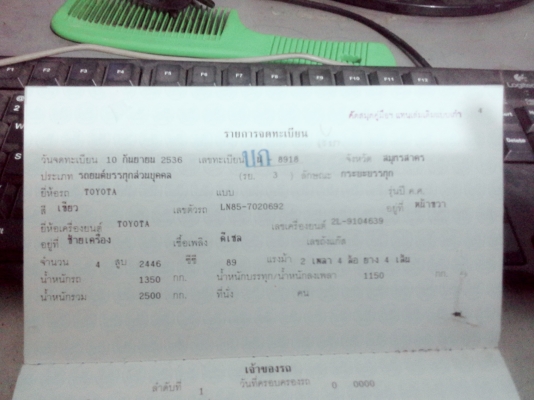 รายการจดทะเบียน
วันจดทะเบียน 10 กันยายน 2536 เลขทะเบียน 8918 จังหวัด สมุทรสาคร
ประเภท รถยนต์บรรทุกส่วนบุคคล (รย. 3 ) ลักษณะ กระบะบรรทุก
ยี่ห้อรถ TOYOTA แบบ รุ่นปี ค.ศ.
สี เขียว เลขตัวรถ LN85-7020692 อยู่ที่ หน้าขวา
ยี่ห้อเครื่องยนต์ TOYOTA เลขเครื่องยนต์ 2L-9104639
อยู่ที่ ซ้ายเครื่อง เชื้อเพลิง ดีเซล เลขถังแก๊ส
จำนวน 4 สูบ 2446 ซีซี 89 แรงม้า 2 เพลา 4 ล้อ ยาง 4 เส้น
น้ำหนักรถ 1350 กก. น้ำหนักบรรทุก/น้ำหนักลงเพลา 1150 กก.
น้ำหนักรวม 2500 กก. ที่นั่ง คน
เจ้าของรถ
ลำดับที่ 1 วันที่ครอบครองรถ 0 0000